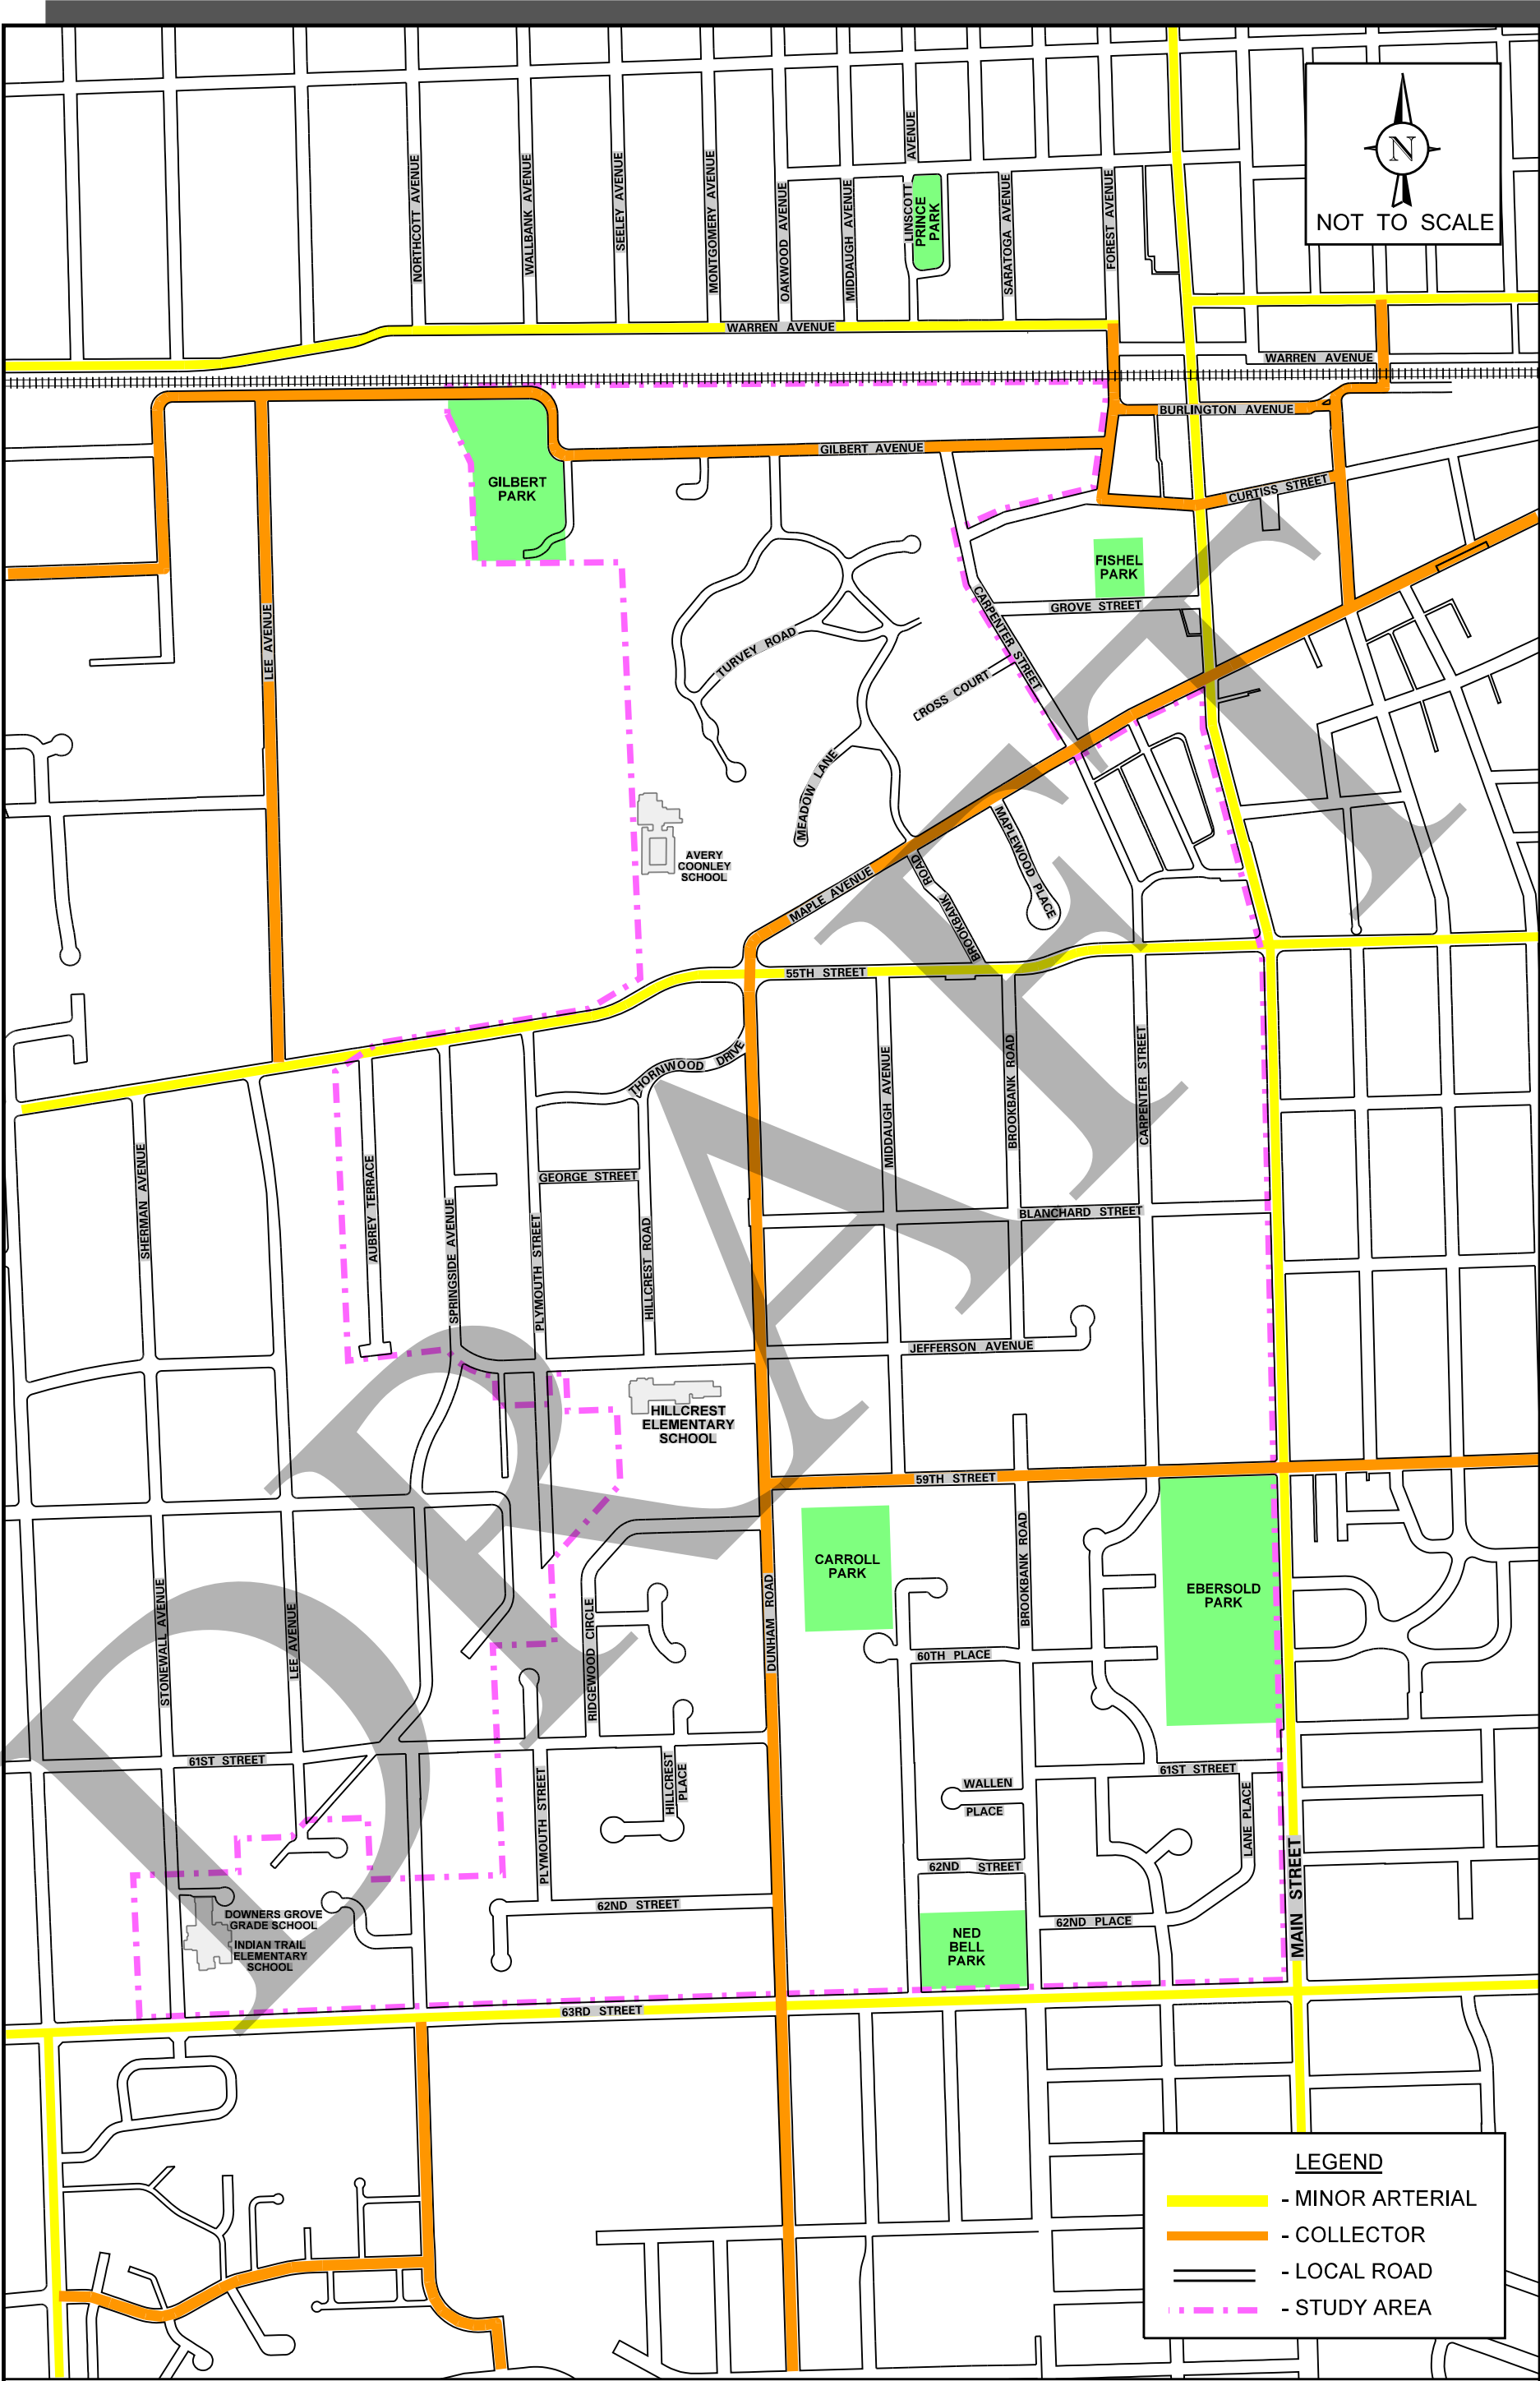 NORTHCOTT AVENUE
WALLBANK AVENUE
SEELEY AVENUE
MONTGOMERY AVENUE
OAKWOOD AVENUE
MIDDAUGH AVENUE
LINSCOTT AVENUE
PRINCE
PARK
SARATOGA AVENUE
FOREST AVENUE
N
NOT TO SCALE
WARREN AVENUE
WARREN AVENUE
BURLINGTON AVENUE
GILBERT AVENUE
GILBERT
PARK
CURTISS STREET
FISHEL
PARK
GROVE STREET
CARPENTER STREET
LEE AVENUE
TURVEY ROAD
CROSS COURT
MEADOW LANE
MAPLEWOOD PLACE
AVERY
COONLEY
SCHOOL
MAPLE AVENUE
BROOKBANK ROAD
55TH STREET
THORNWOOD DRIVE
MIDDAUGH AVENUE
BROOKBANK ROAD
CARPENTER STREET
SHERMAN AVENUE
AUBREY TERRACE
SPRINGSIDE AVENUE
GEORGE STREET
PLYMOUTH STREET
HILLCREST ROAD
BLANCHARD STREET
JEFFERSON AVENUE
HILLCREST
ELEMENTARY
SCHOOL
59TH STREET
CARROLL
PARK
EBERSOLD
PARK
STONEWALL AVENUE
LEE AVENUE
RIDGEWOOD CIRCLE
DUNHAM ROAD
BROOKBANK ROAD
60TH PLACE
61ST STREET
61ST STREET
HILLCREST
PLACE
PLYMOUTH STREET
WALLEN
PLACE
LANE PLACE
62ND STREET
MAIN STREET
62ND STREET
62ND PLACE
DOWNERS GROVE
GRADE SCHOOL
INDIAN TRAIL
ELEMENTARY
SCHOOL
NED
BELL
PARK
63RD STREET
DRAFT
LEGEND
- MINOR ARTERIAL
- COLLECTOR
- LOCAL ROAD
- STUDY AREA